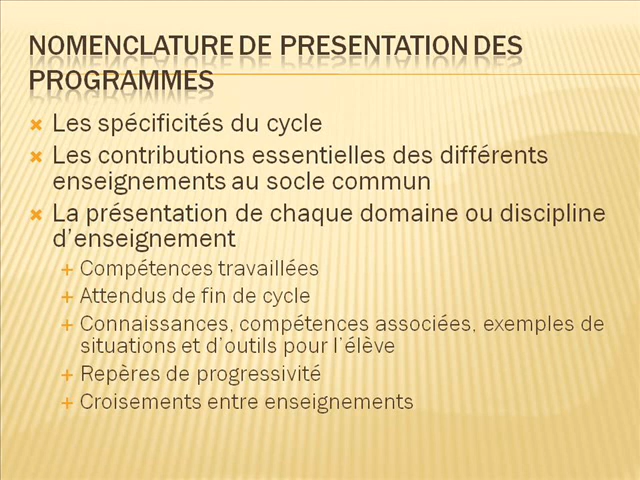 NOMENCLATURE DE PRESENTATION DES
PROGRAMMES
Les spécificités du cycle
Les contributions essentielles des différents
enseignements au socle commun
La présentation de chaque domaine ou discipline
d’enseignement
Compétences travaillées
Attendus de fin de cycle
Connaissances, compétences associées, exemples de
situations et d’outils pour l’élève
Repères de progressivité
Croisements entre enseignements